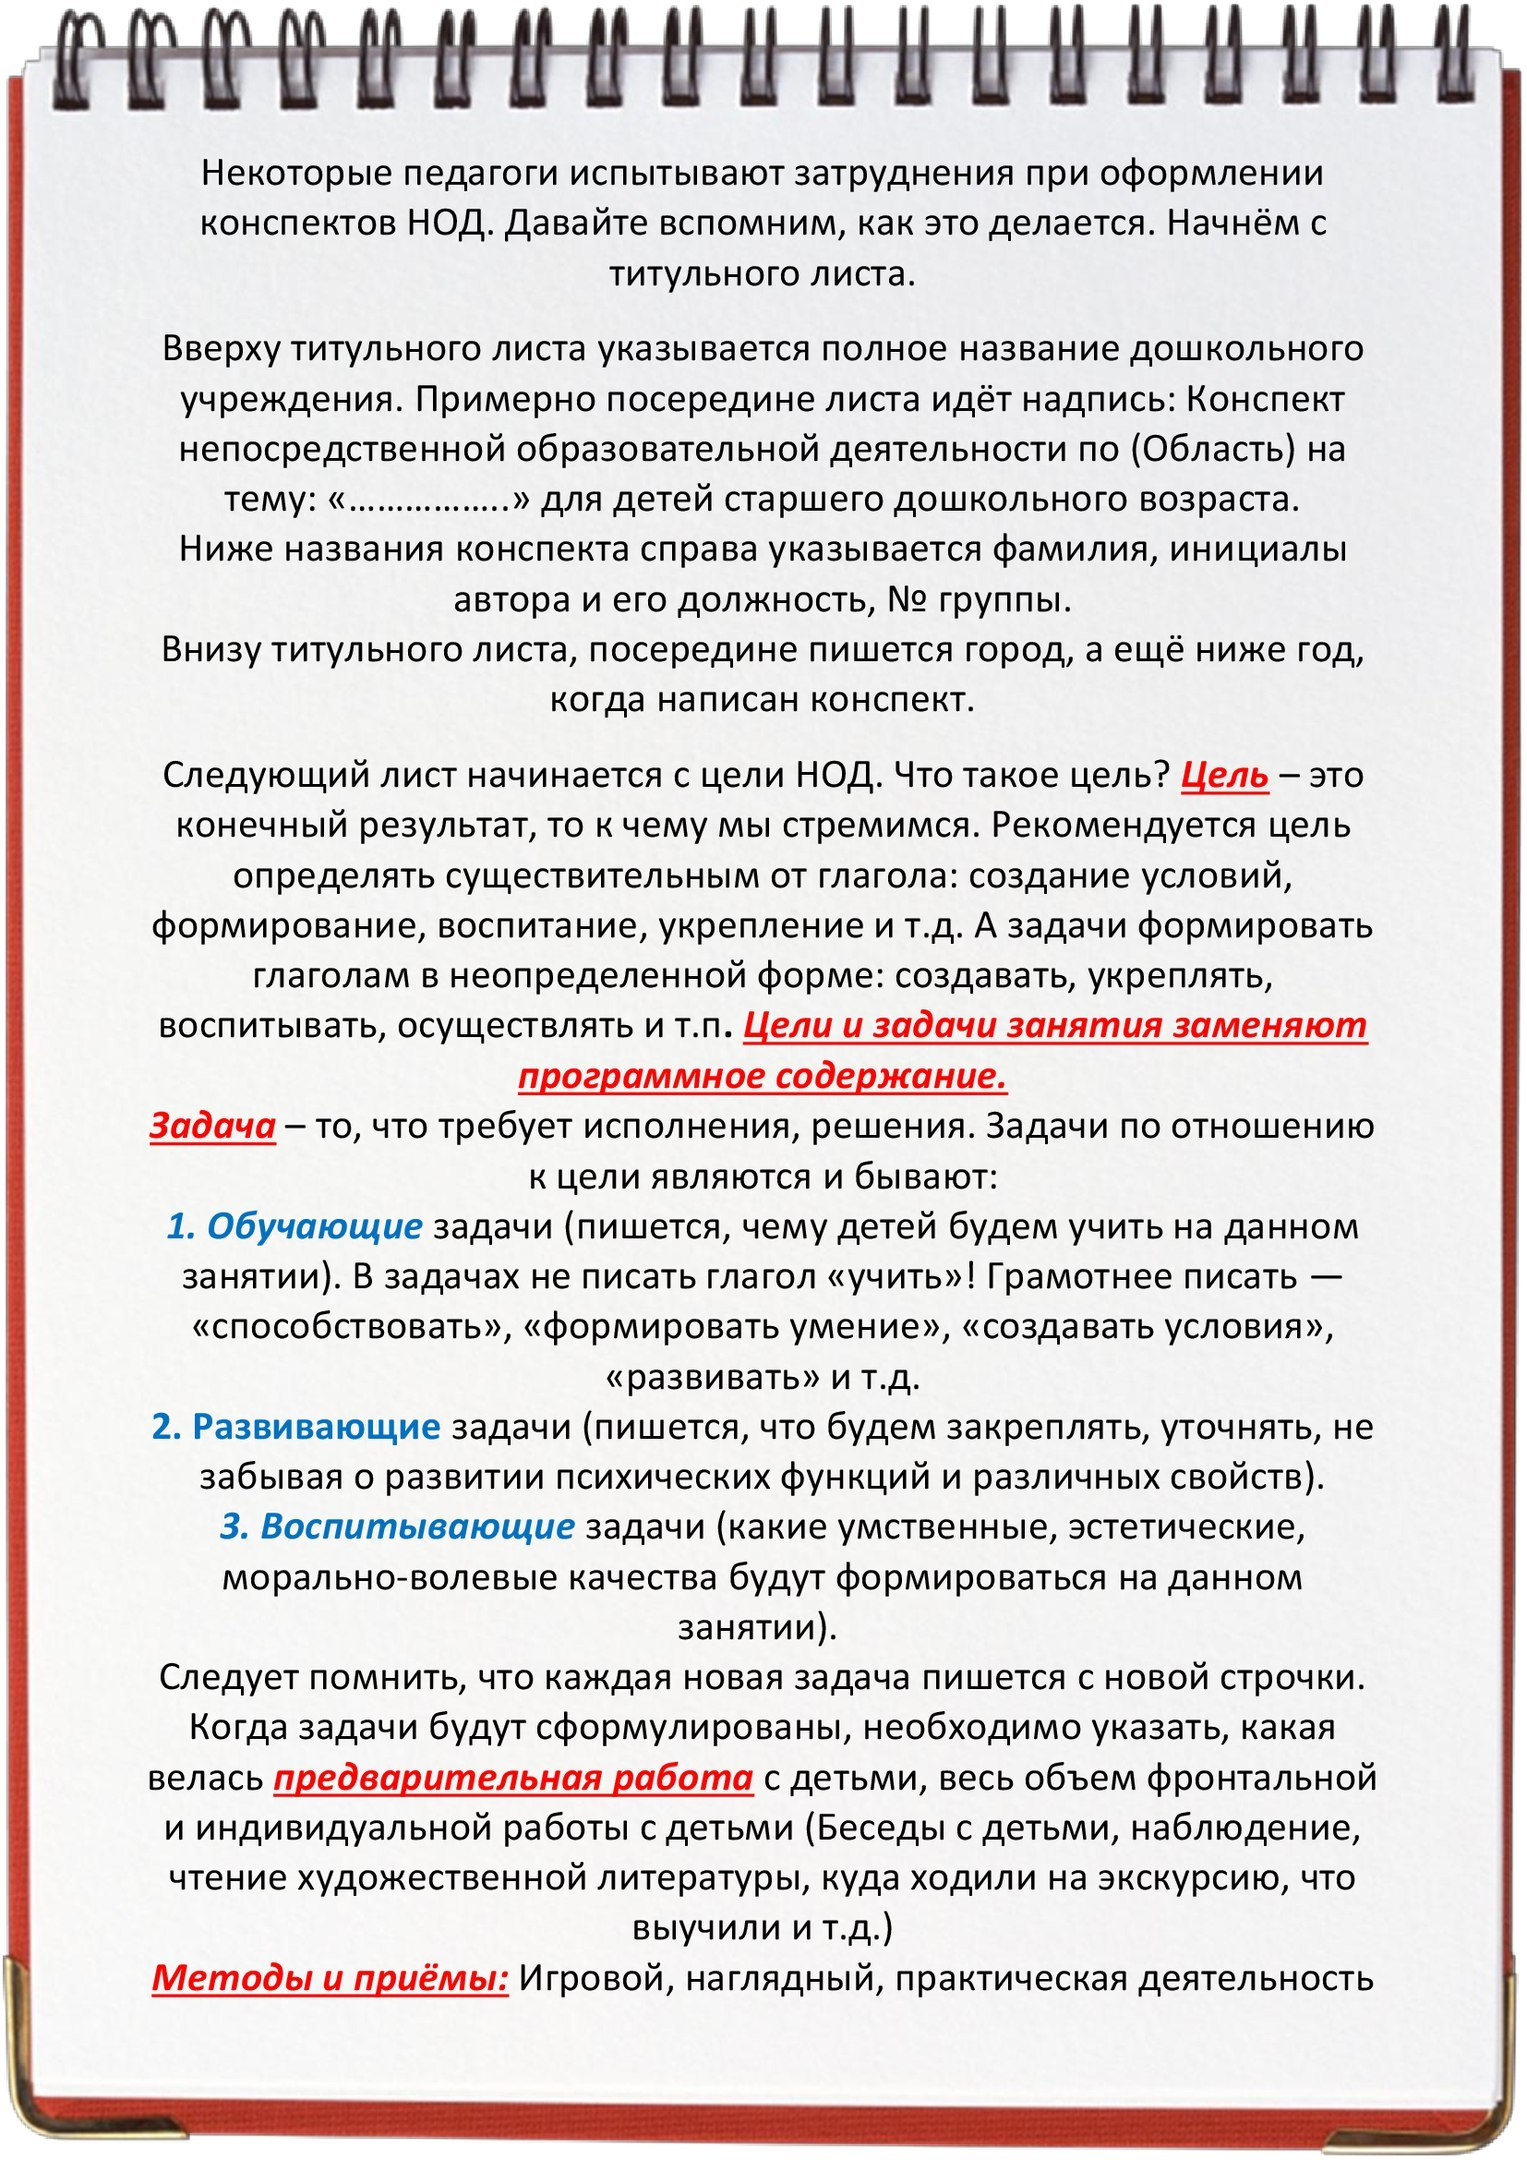 Некоторые педагоги испытывают затруднения при оформлении
конспектов НОД. Давайте вспомним, как это делается. Начнём с
титульного листа.
Вверху титульного листа указывается полное название дошкольного
учреждения. Примерно посередине листа идёт надпись: Конспект
непосредственной образовательной деятельности по (Область) на
тему: «……………..» для детей старшего дошкольного возраста.
Ниже названия конспекта справа указывается фамилия, инициалы
автора и его должность, № группы.
Внизу титульного листа, посередине пишется город, а ещё ниже год,
когда написан конспект.
Следующий лист начинается с цели НОД. Что такое цель? Цель – это
конечный результат, то к чему мы стремимся. Рекомендуется цель
определять существительным от глагола: создание условий,
формирование, воспитание, укрепление и т.д. А задачи формировать
глаголам в неопределенной форме: создавать, укреплять,
воспитывать, осуществлять и т.п. Цели и задачи занятия заменяют
программное содержание.
Задача – то, что требует исполнения, решения. Задачи по отношению
к цели являются и бывают:
1. Обучающие задачи (пишется, чему детей будем учить на данном
занятии). В задачах не писать глагол «учить»! Грамотнее писать —
«способствовать», «формировать умение», «создавать условия»,
«развивать» и т.д.
2. Развивающие задачи (пишется, что будем закреплять, уточнять, не
забывая о развитии психических функций и различных свойств).
3. Воспитывающие задачи (какие умственные, эстетические,
морально-волевые качества будут формироваться на данном
занятии).
Следует помнить, что каждая новая задача пишется с новой строчки.
Когда задачи будут сформулированы, необходимо указать, какая
велась предварительная работа с детьми, весь объем фронтальной
и индивидуальной работы с детьми (Беседы с детьми, наблюдение,
чтение художественной литературы, куда ходили на экскурсию, что
выучили и т.д.)
Методы и приёмы: Игровой, наглядный, практическая деятельность